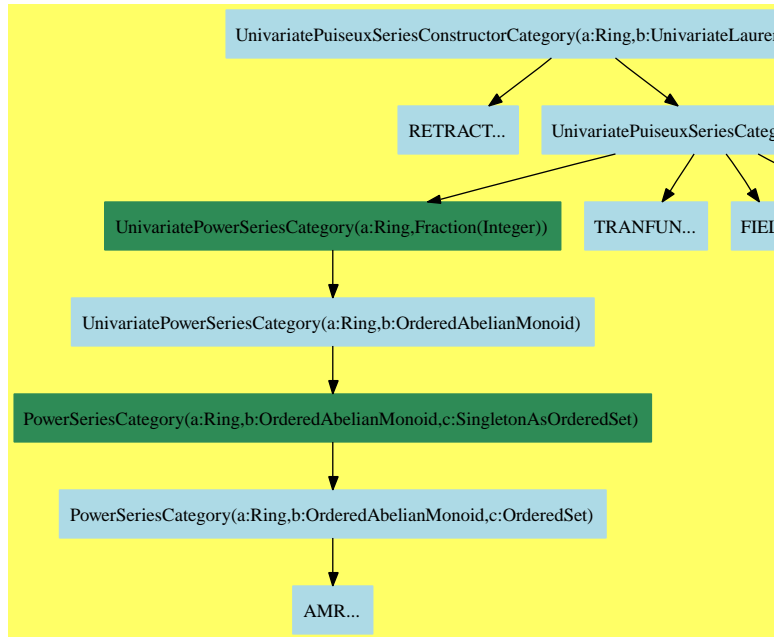 UnivariatePuiseuxSeriesConstructorCategory(a:Ring,b:UnivariateLaure
RETRACT...
UnivariatePuiseuxSeriesCateg
UnivariatePowerSeriesCategory(a:Ring,Fraction(Integer))
TRANFUN...
FIEL
UnivariatePowerSeriesCategory(a:Ring,b:OrderedAbelianMonoid)
PowerSeriesCategory(a:Ring,b:OrderedAbelianMonoid,c:SingletonAsOrderedSet)
PowerSeriesCategory(a:Ring,b:OrderedAbelianMonoid,c:OrderedSet)
AMR...